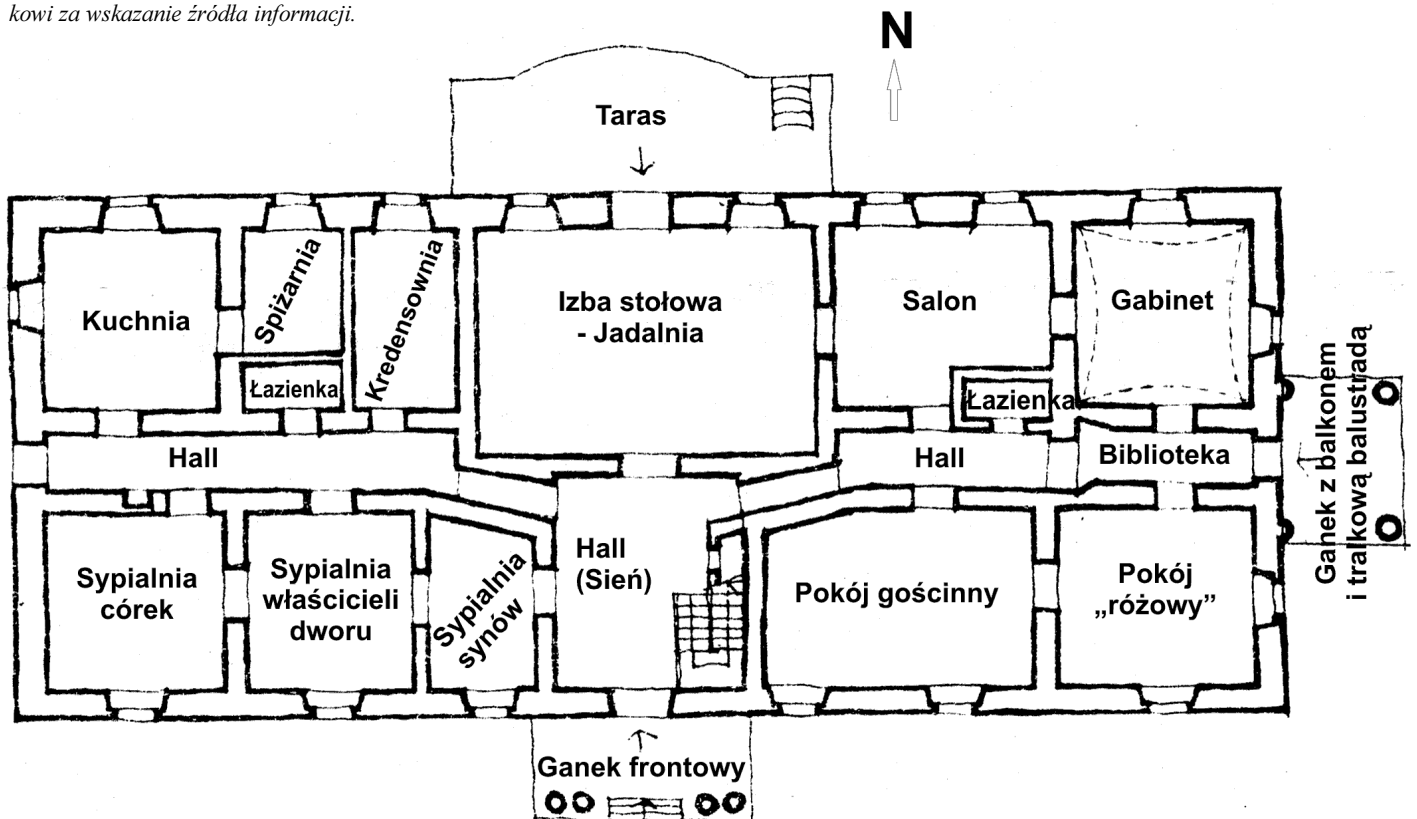 kowi za wskazanie źródła informacji.
N
Taras
Kuchnia
Spiżarnia
Kredensownia
Łazienka
Izba stołowa
- Jadalnia
Salon
Łazienka
Gabinet
Ganek z balkonem
i tralkową balustradą
Hall
Hall
Biblioteka
Sypialnia
córek
Sypialnia
właścicieli
dworu
Sypialnia
synów
Hall
(Sień)
Pokój gościnny
Pokój
„różowy”
Ganek frontowy